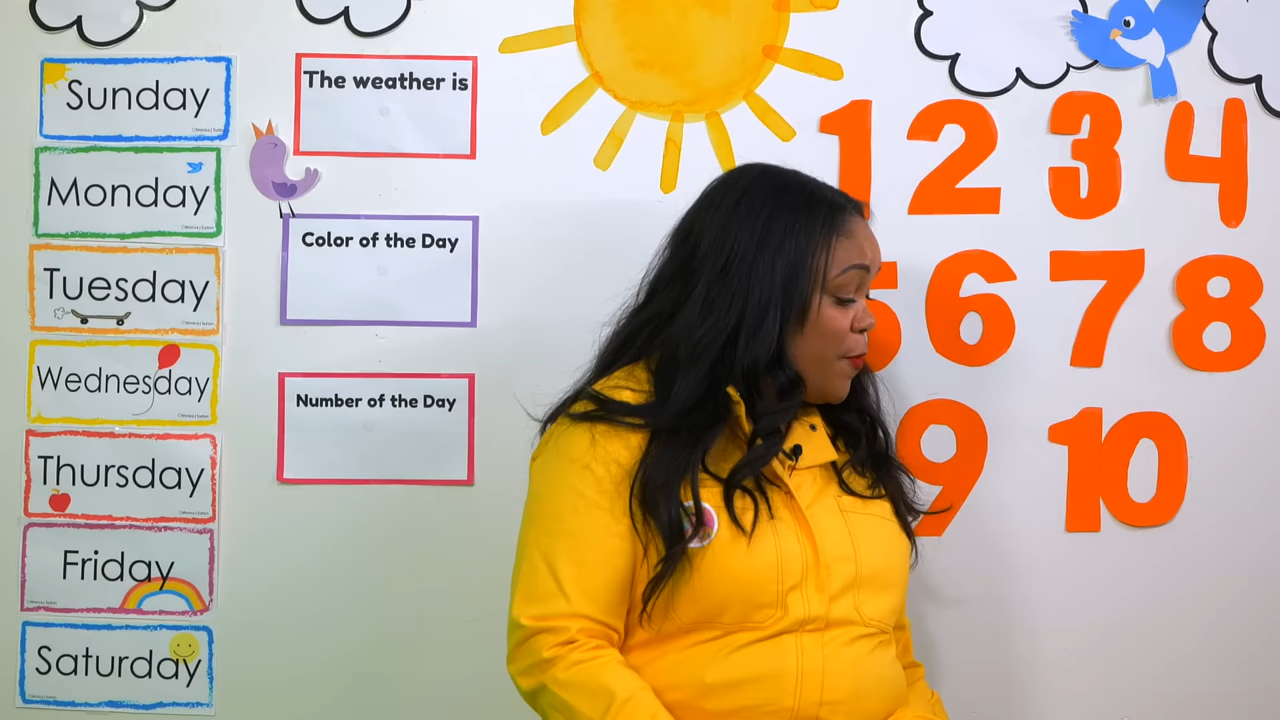 Sunday
Monday
Tuesday
Wednesday
Thursday
Friday
Saturday
The weather is
Color of the Day
Number of the Day
1 2 3 4
5 6 7 8
9 10